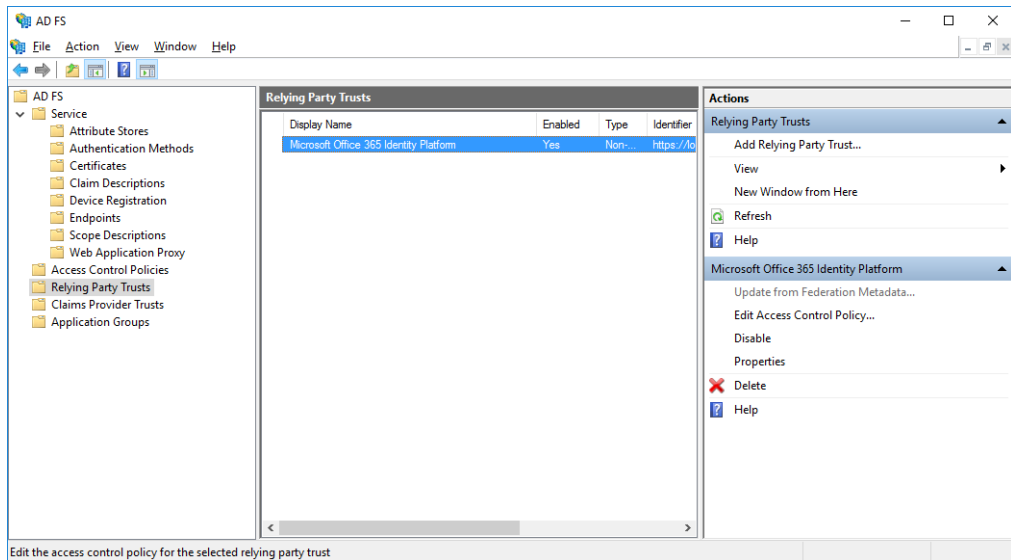 AD FS
File Action View Window Help
AD FS
Service
Attribute Stores
Authentication Methods
Certificates
Claim Descriptions
Device Registration
Endpoints
Scope Descriptions
Web Application Proxy
Access Control Policies
Relying Party Trusts
Claims Provider Trusts
Application Groups
Relying Party Trusts
Display Name Enabled Type Identifier
Microsoft Office 365 Identity Platform Yes Non-... https://lo
Actions
Relying Party Trusts
Add Relying Party Trust...
View
New Window from Here
Refresh
Help
Microsoft Office 365 Identity Platform
Update from Federation Metadata...
Edit Access Control Policy...
Disable
Properties
Delete
Help
Edit the access control policy for the selected relying party trust